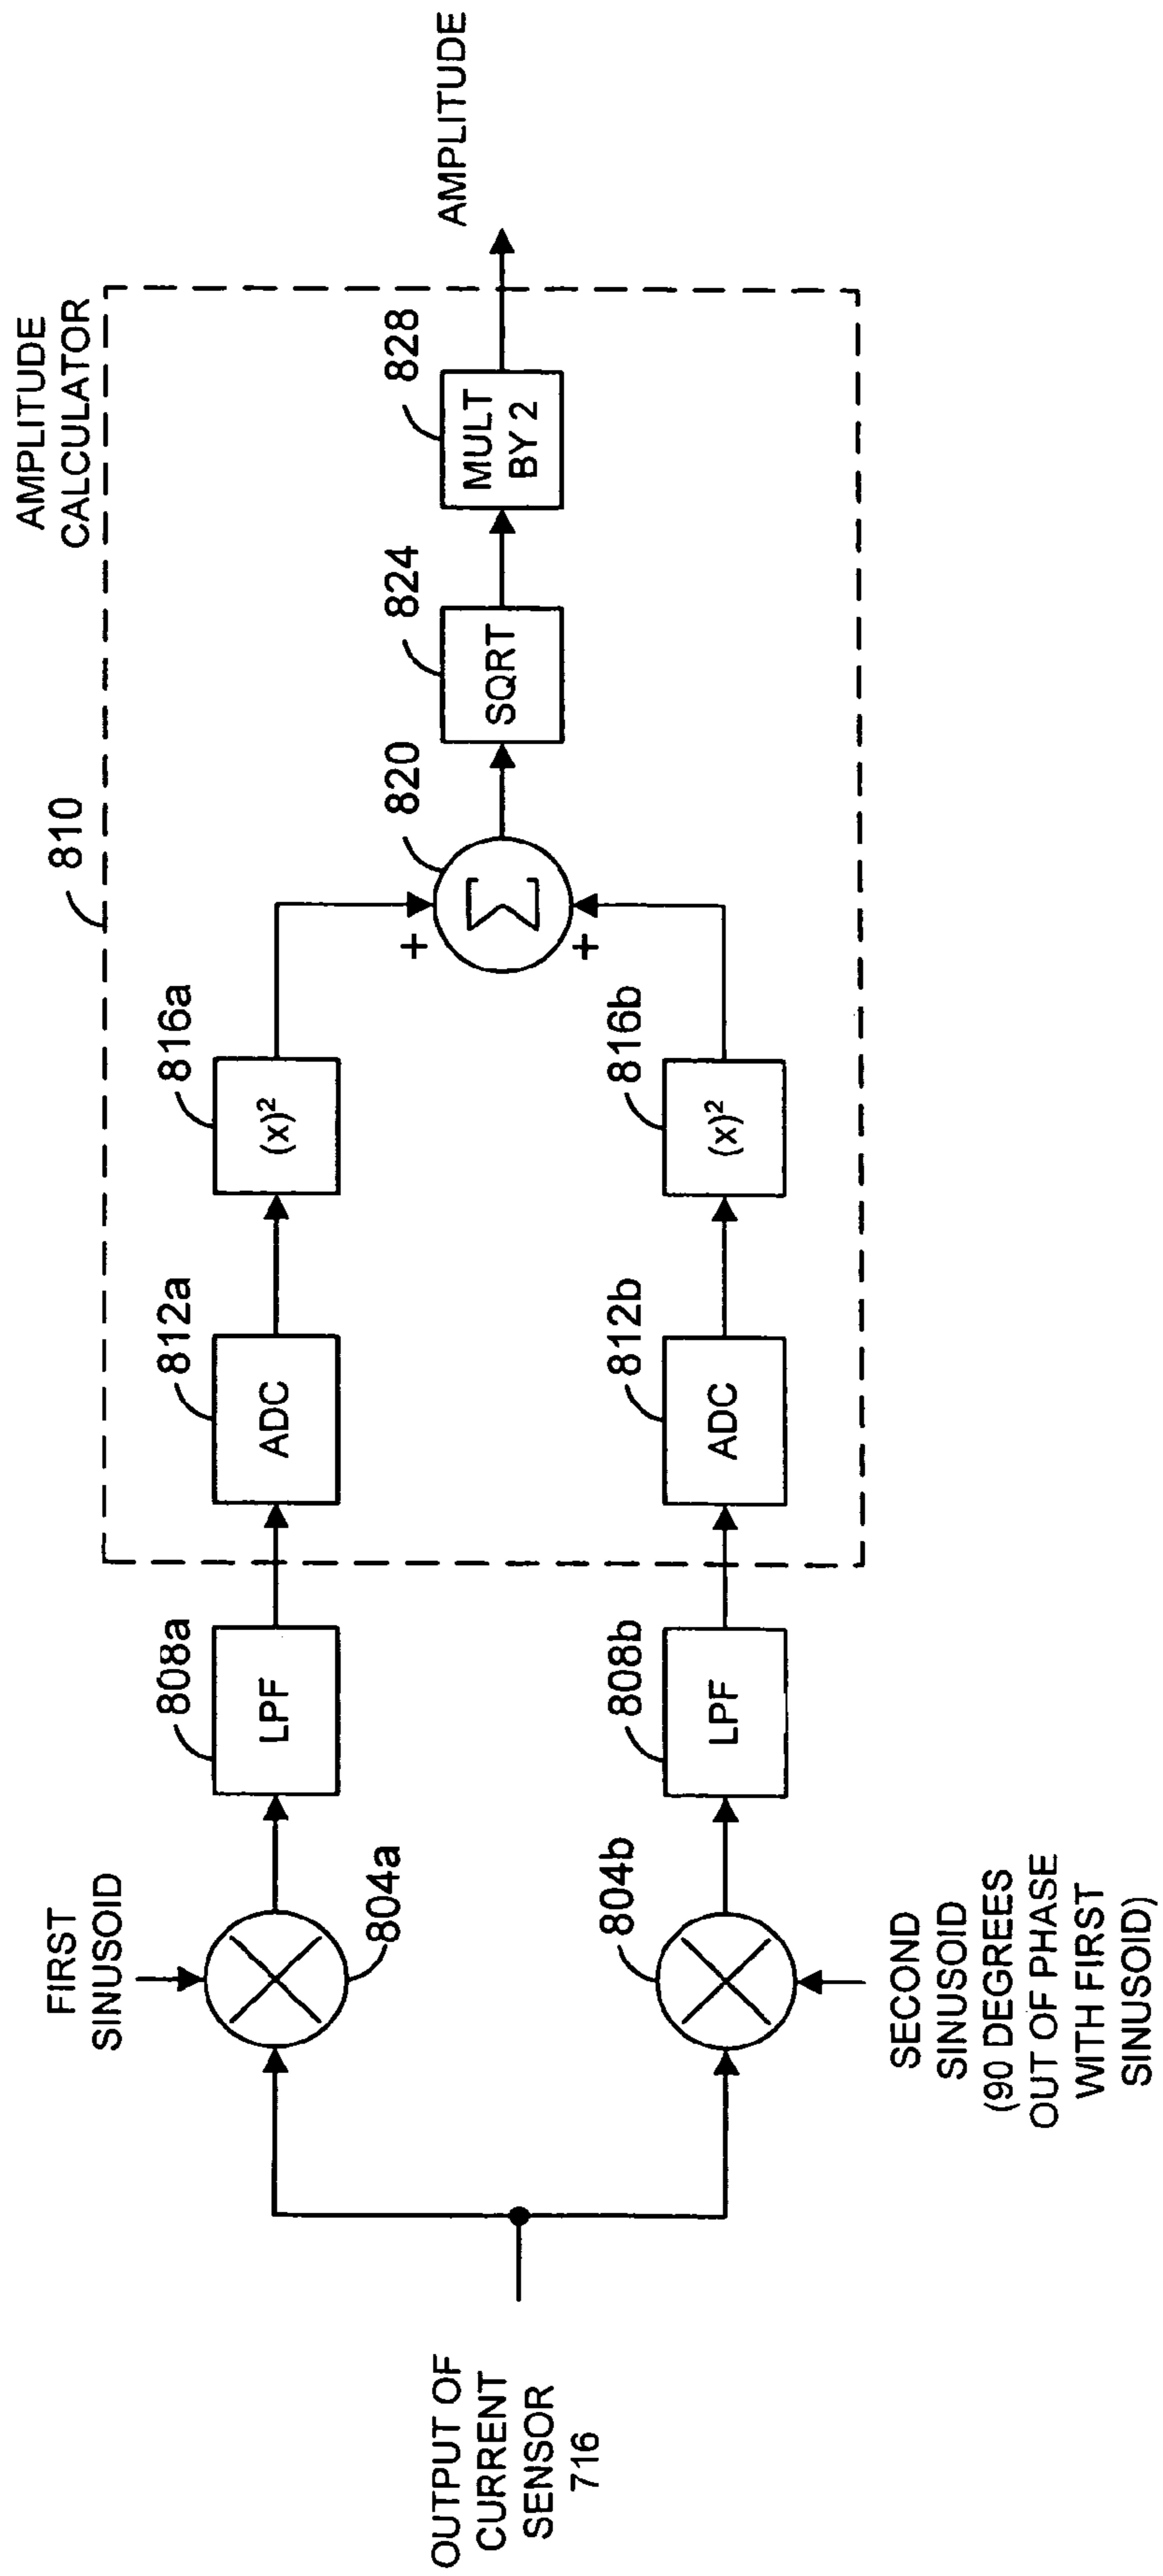 OUTPUT OF
CURRENT
SENSOR
716
FIRST
SINUSOID
804a
804b
SECOND
SINUSOID
(90 DEGREES
OUT OF PHASE
WITH FIRST
SINUSOID)
808a
LPF
808b
LPF
810
AMPLITUDE
CALCULATOR
812a
ADC
812b
ADC
816a
(x)²
816b
(x)²
+
+
Σ
820
824
SQRT
828
MULT
BY 2
AMPLITUDE